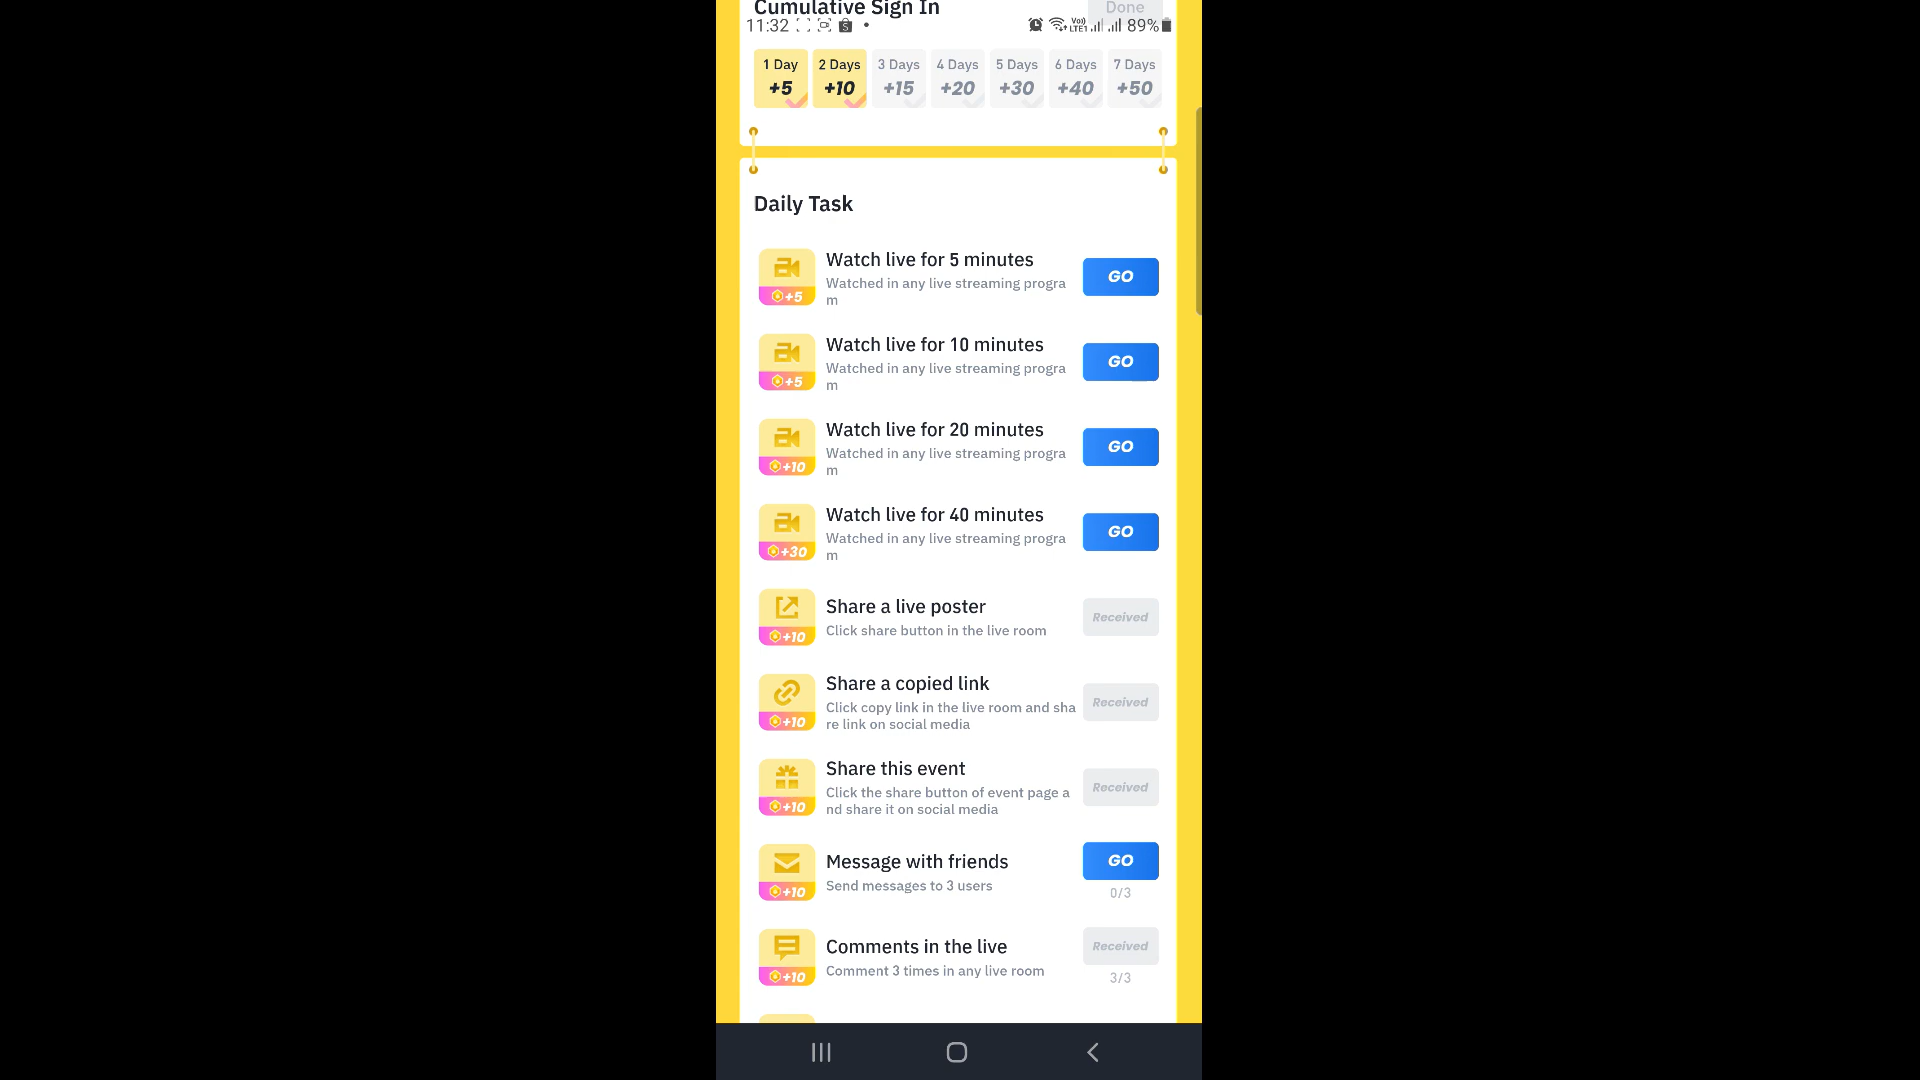 Cumulative Sign In
Done
11:32
Vo)
LTE1
89%
1 Day
2 Days
3 Days
4 Days
5 Days
6 Days
7 Days
+5
+10
+15
+20
+30
+40
+50
Daily Task
Watch live for 5 minutes
Watched in any live streaming progra
m
+5
GO
Watch live for 10 minutes
Watched in any live streaming progra
m
+5
GO
Watch live for 20 minutes
Watched in any live streaming progra
m
+10
GO
Watch live for 40 minutes
Watched in any live streaming progra
m
+30
GO
Share a live poster
Click share button in the live room
+10
Received
Share a copied link
Click copy link in the live room and sha
re link on social media
+10
Received
Share this event
Click the share button of event page a
nd share it on social media
+10
Received
Message with friends
Send messages to 3 users
+10
GO
0/3
Comments in the live
Comment 3 times in any live room
+10
Received
3/3